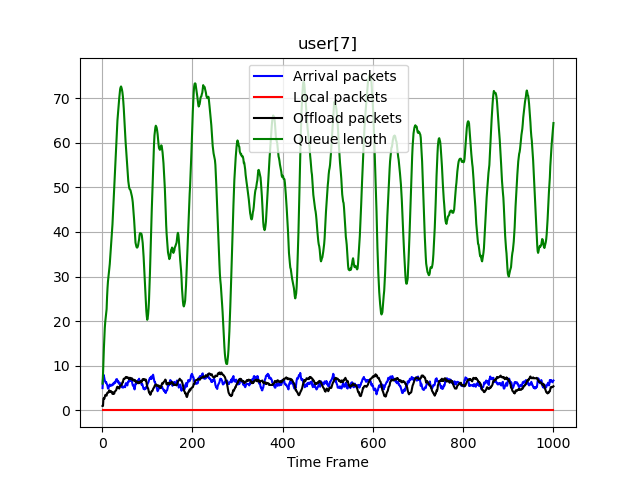 user[7]
Arrival packets
Local packets
Offload packets
Queue length
70
60
50
40
30
20
10
0
0 200 400 600 800 1000
Time Frame